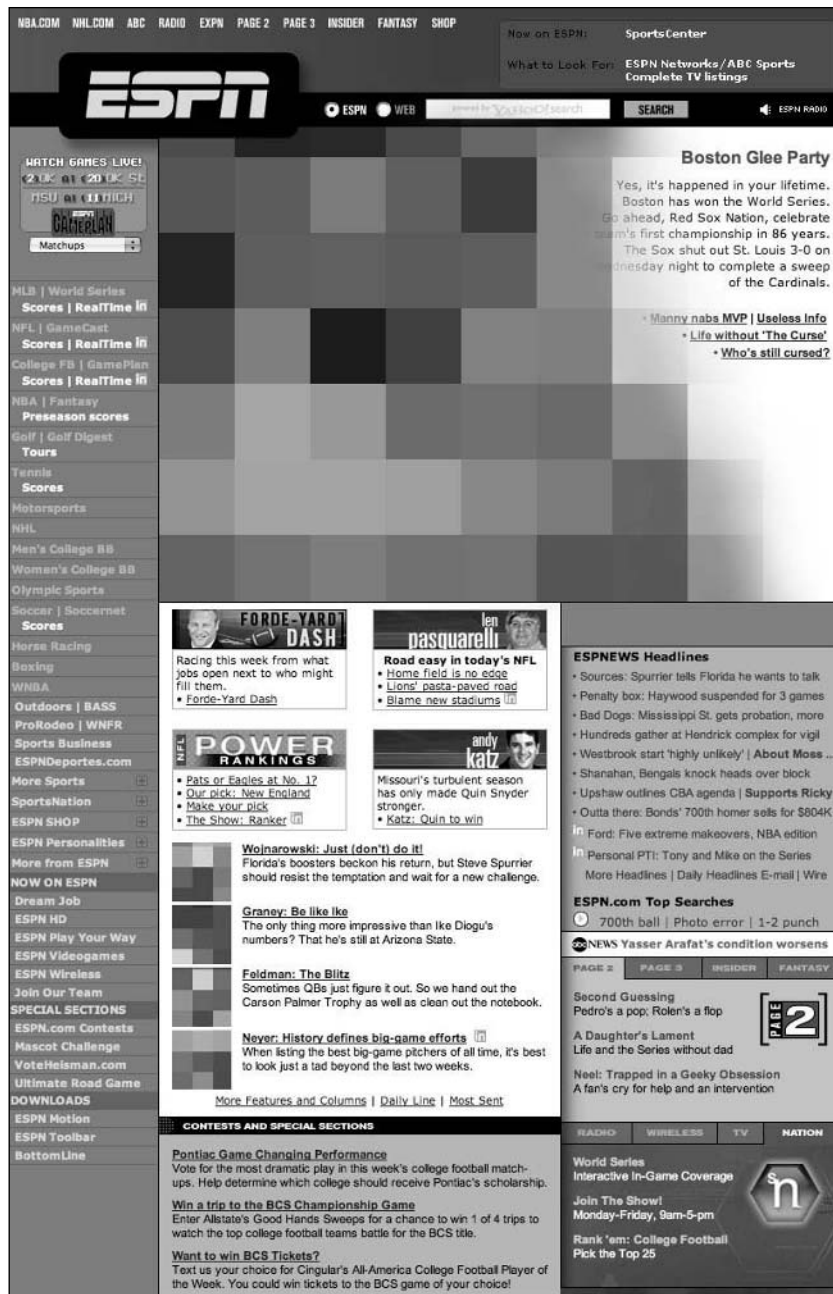 NBA.COM NHL.COM ABC RADIO EXPN PAGE 2 PAGE 3 INSIDER FANTASY SHOP
Now on ESPN: SportsCenter
What to Look For: ESPN Networks/ABC Sports
Complete TV listings
ESPN
ESPN WEB powered by YAHOO! search SEARCH ESPN RADIO
WATCH GAMES LIVE!
(2)OK at (20)OK St
MSU at (11)MICH
ESPN
GAMEPLAN
Matchups
MLB | World Series
Scores | RealTime in
NFL | GameCast
Scores | RealTime in
College FB | GamePlan
Scores | RealTime in
NBA | Fantasy
Preseason scores
Golf | Golf Digest
Tours
Tennis
Scores
Motorsports
NHL
Men's College BB
Women's College BB
Olympic Sports
Soccer | Soccernet
Scores
Horse Racing
Boxing
WNBA
Outdoors | BASS
ProRodeo | WNFR
Sports Business
ESPNDeportes.com
More Sports
SportsNation
ESPN SHOP
ESPN Personalities
More from ESPN
NOW ON ESPN
Dream Job
ESPN HD
ESPN Play Your Way
ESPN Videogames
ESPN Wireless
Join Our Team
SPECIAL SECTIONS
ESPN.com Contests
Mascot Challenge
VoteHeisman.com
Ultimate Road Game
DOWNLOADS
ESPN Motion
ESPN Toolbar
BottomLine
Boston Glee Party
Yes, it's happened in your lifetime.
Boston has won the World Series.
Go ahead, Red Sox Nation, celebrate
team's first championship in 86 years.
The Sox shut out St. Louis 3-0 on
Wednesday night to complete a sweep
of the Cardinals.
• Manny nabs MVP | Useless Info
• Life without 'The Curse'
• Who's still cursed?
FORDE-YARD
DASH
Racing this week from what
jobs open next to who might
fill them.
• Forde-Yard Dash
len
pasquarelli
Road easy in today's NFL
• Home field is no edge
• Lions' pasta-paved road
• Blame new stadiums in
NFL POWER
RANKINGS
• Pats or Eagles at No. 1?
• Our pick: New England
• Make your pick
• The Show: Ranker in
andy
katz
Missouri's turbulent season
has only made Quin Snyder
stronger.
• Katz: Quin to win
Wojnarowski: Just (don't) do it!
Florida's boosters beckon his return, but Steve Spurrier
should resist the temptation and wait for a new challenge.
Graney: Be like Ike
The only thing more impressive than Ike Diogu's
numbers? That he's still at Arizona State.
Feldman: The Blitz
Sometimes QBs just figure it out. So we hand out the
Carson Palmer Trophy as well as clean out the notebook.
Neyer: History defines big-game efforts in
When listing the best big-game pitchers of all time, it's best
to look just a tad beyond the last two weeks.
More Features and Columns | Daily Line | Most Sent
CONTESTS AND SPECIAL SECTIONS
Pontiac Game Changing Performance
Vote for the most dramatic play in this week's college football match-
ups. Help determine which college should receive Pontiac's scholarship.
Win a trip to the BCS Championship Game
Enter Allstate's Good Hands Sweeps for a chance to win 1 of 4 trips to
watch the top college football teams battle for the BCS title.
Want to win BCS Tickets?
Text us your choice for Cingular's All-America College Football Player of
the Week. You could win tickets to the BCS game of your choice!
ESPNEWS Headlines
• Sources: Spurrier tells Florida he wants to talk
• Penalty box: Haywood suspended for 3 games
• Bad Dogs: Mississippi St. gets probation, more
• Hundreds gather at Hendrick complex for vigil
• Westbrook start 'highly unlikely' | About Moss ..
• Shanahan, Bengals knock heads over block
• Upshaw outlines CBA agenda | Supports Ricky
• Outta there: Bonds' 700th homer sells for $804K
in Ford: Five extreme makeovers, NBA edition
in Personal PTI: Tony and Mike on the Series
More Headlines | Daily Headlines E-mail | Wire
ESPN.com Top Searches
700th ball | Photo error | 1-2 punch
abc NEWS Yasser Arafat's condition worsens
PAGE 2 PAGE 3 INSIDER FANTASY
Second Guessing
Pedro's a pop; Rolen's a flop
A Daughter's Lament
Life and the Series without dad
Neel: Trapped in a Geeky Obsession
A fan's cry for help and an intervention
PAGE 2
RADIO WIRELESS TV NATION
World Series
Interactive In-Game Coverage
Join The Show!
Monday-Friday, 9am-5-pm
Rank 'em: College Football
Pick the Top 25
sn